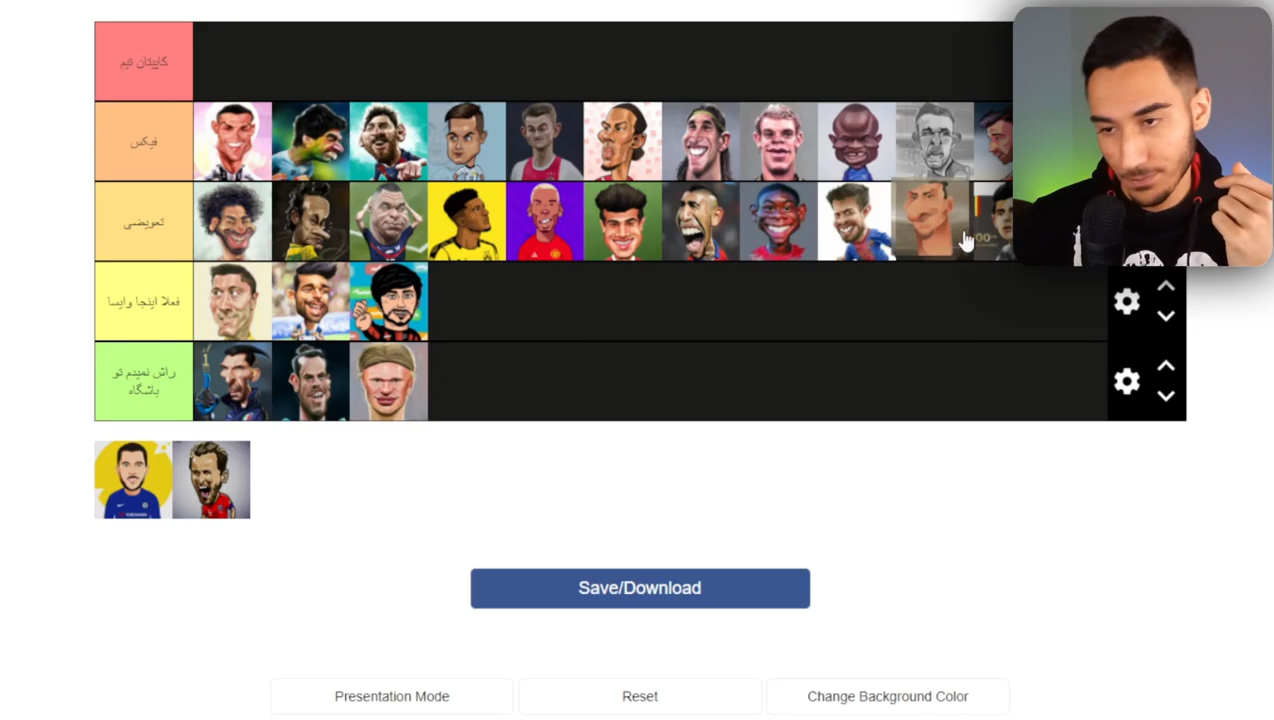 کاپیتان تیم
فیکس
تعویضی
فعلا اینجا وایسا
راش نمیدم تو
باشگاه
Save/Download
Presentation Mode
Reset
Change Background Color